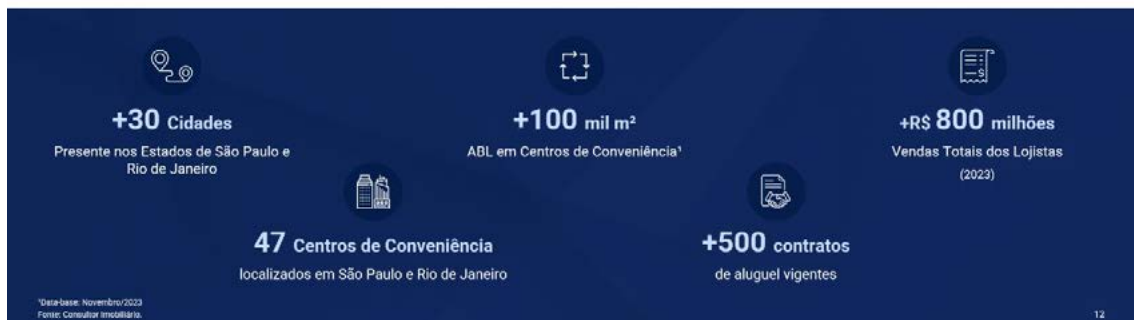 +30 Cidades
Presente nos Estados de São Paulo e
Rio de Janeiro
47 Centros de Conveniência
localizados em São Paulo e Rio de Janeiro
+100 mil m²
ABL em Centros de Conveniência¹
+500 contratos
de aluguel vigentes
+R$ 800 milhões
Vendas Totais dos Lojistas
(2023)
¹Data-base: Novembro/2023
Fonte: Consultor Imobiliário.
12